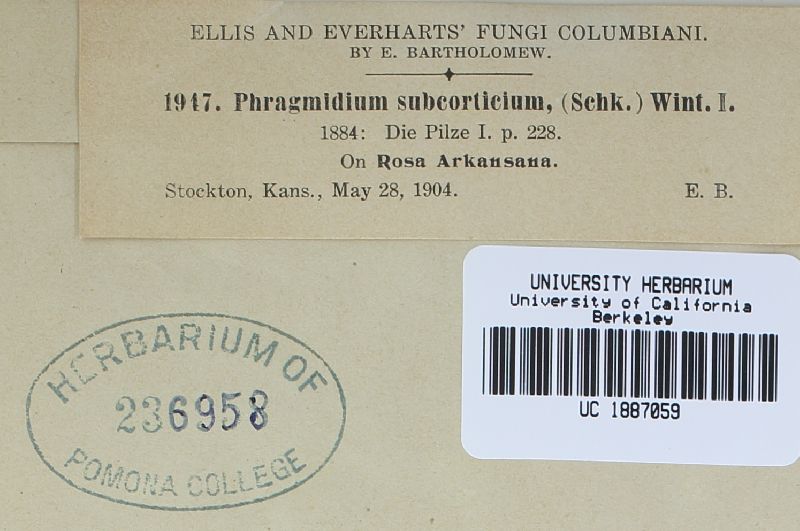 ELLIS AND EVERHARTS' FUNGI COLUMBIANI.
BY E. BARTHOLOMEW.
1947. Phragmidium subcorticium, (Schk.) Wint. I.
1884: Die Pilze I. p. 228.
On Rosa Arkansana.
Stockton, Kans., May 28, 1904. E. B.
UNIVERSITY HERBARIUM
University of California
Berkeley
UC 1887059
HERBARIUM OF
236958
POMONA COLLEGE